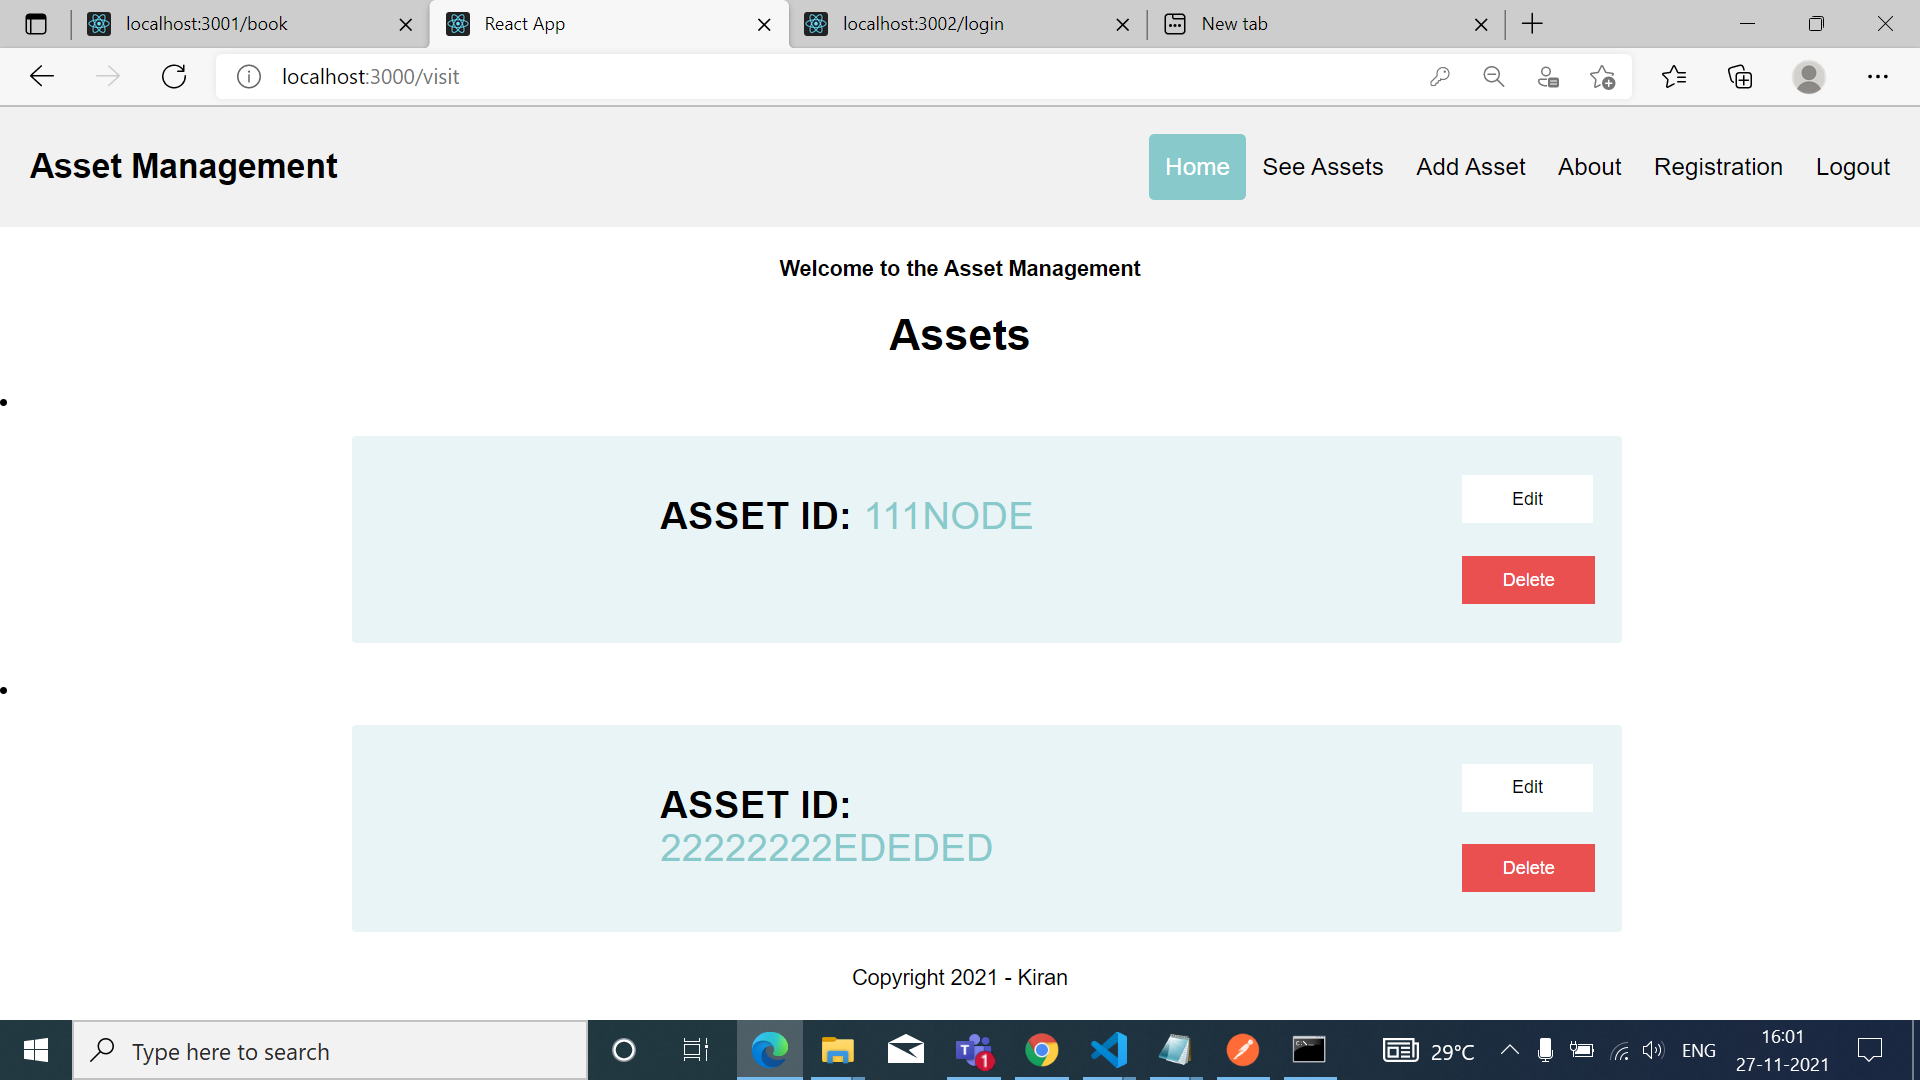 localhost:3001/book
React App
localhost:3002/login
New tab
localhost:3000/visit
Asset Management
Home See Assets Add Asset About Registration Logout
Welcome to the Asset Management
Assets
ASSET ID: 111NODE
Edit
Delete
ASSET ID:
22222222EDEDED
Edit
Delete
Copyright 2021 - Kiran
Type here to search
1
29°C
ENG
16:01
27-11-2021